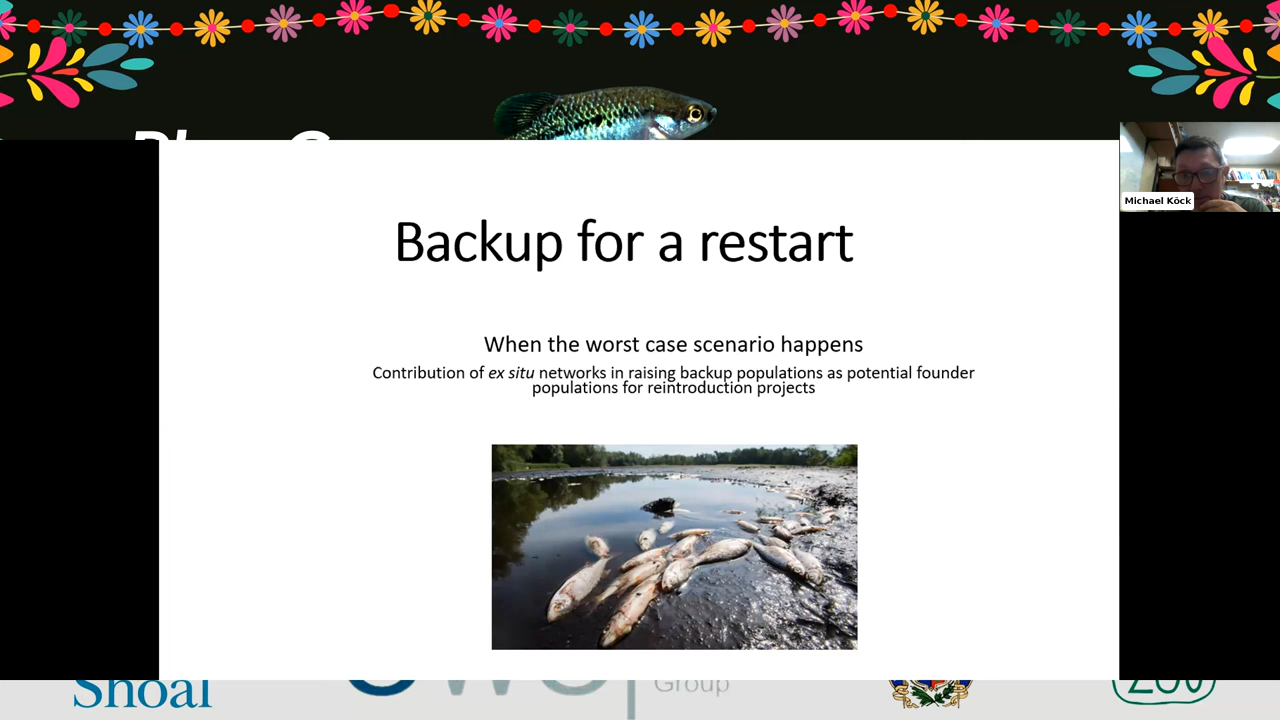 Michael Köck
Backup for a restart
When the worst case scenario happens
Contribution of ex situ networks in raising backup populations as potential founder
populations for reintroduction projects
Shoal
Group
ZOO